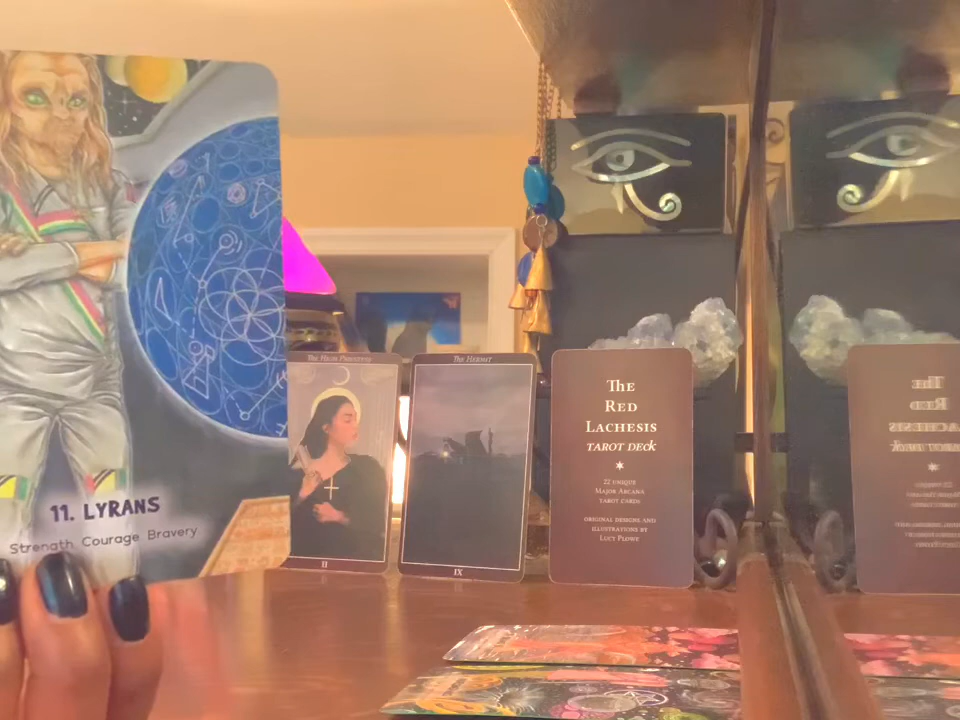 11. LYRANS
Strength Courage Bravery
The High Priestess
II
The Hermit
IX
The
Red
Lachesis
TAROT DECK
22 UNIQUE
Major Arcana
TAROT CARDS
ORIGINAL DESIGNS AND
ILLUSTRATIONS BY
Lucy Plowe